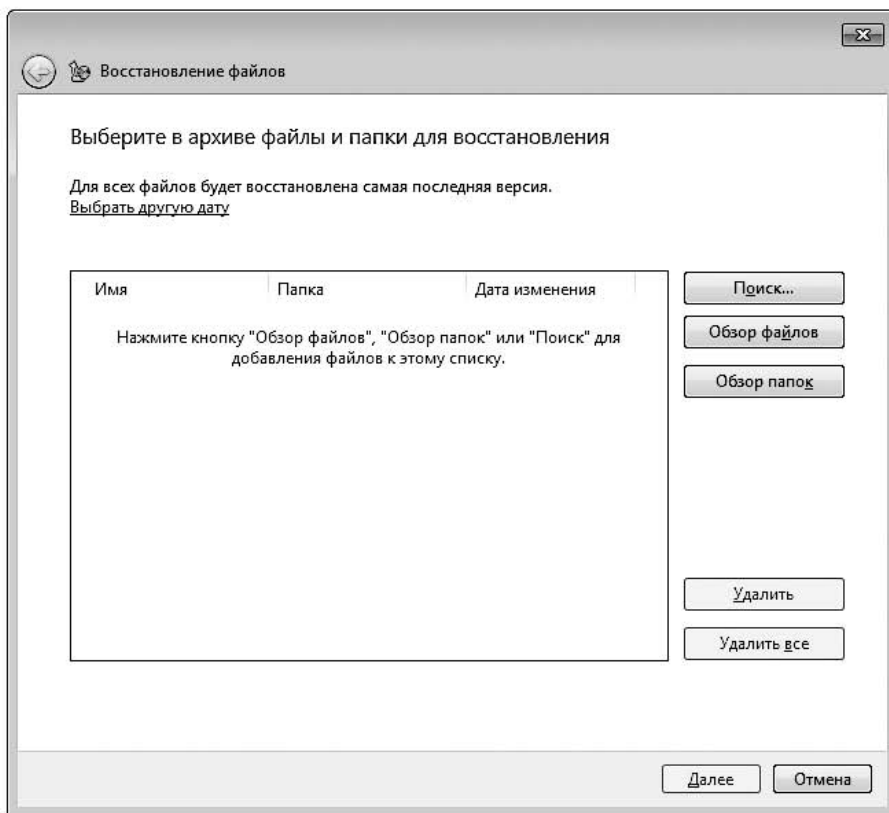 Восстановление файлов
Выберите в архиве файлы и папки для восстановления
Для всех файлов будет восстановлена самая последняя версия.
Выбрать другую дату
Имя Папка Дата изменения
Нажмите кнопку "Обзор файлов", "Обзор папок" или "Поиск" для
добавления файлов к этому списку.
Поиск...
Обзор файлов
Обзор папок
Удалить
Удалить все
Далее Отмена